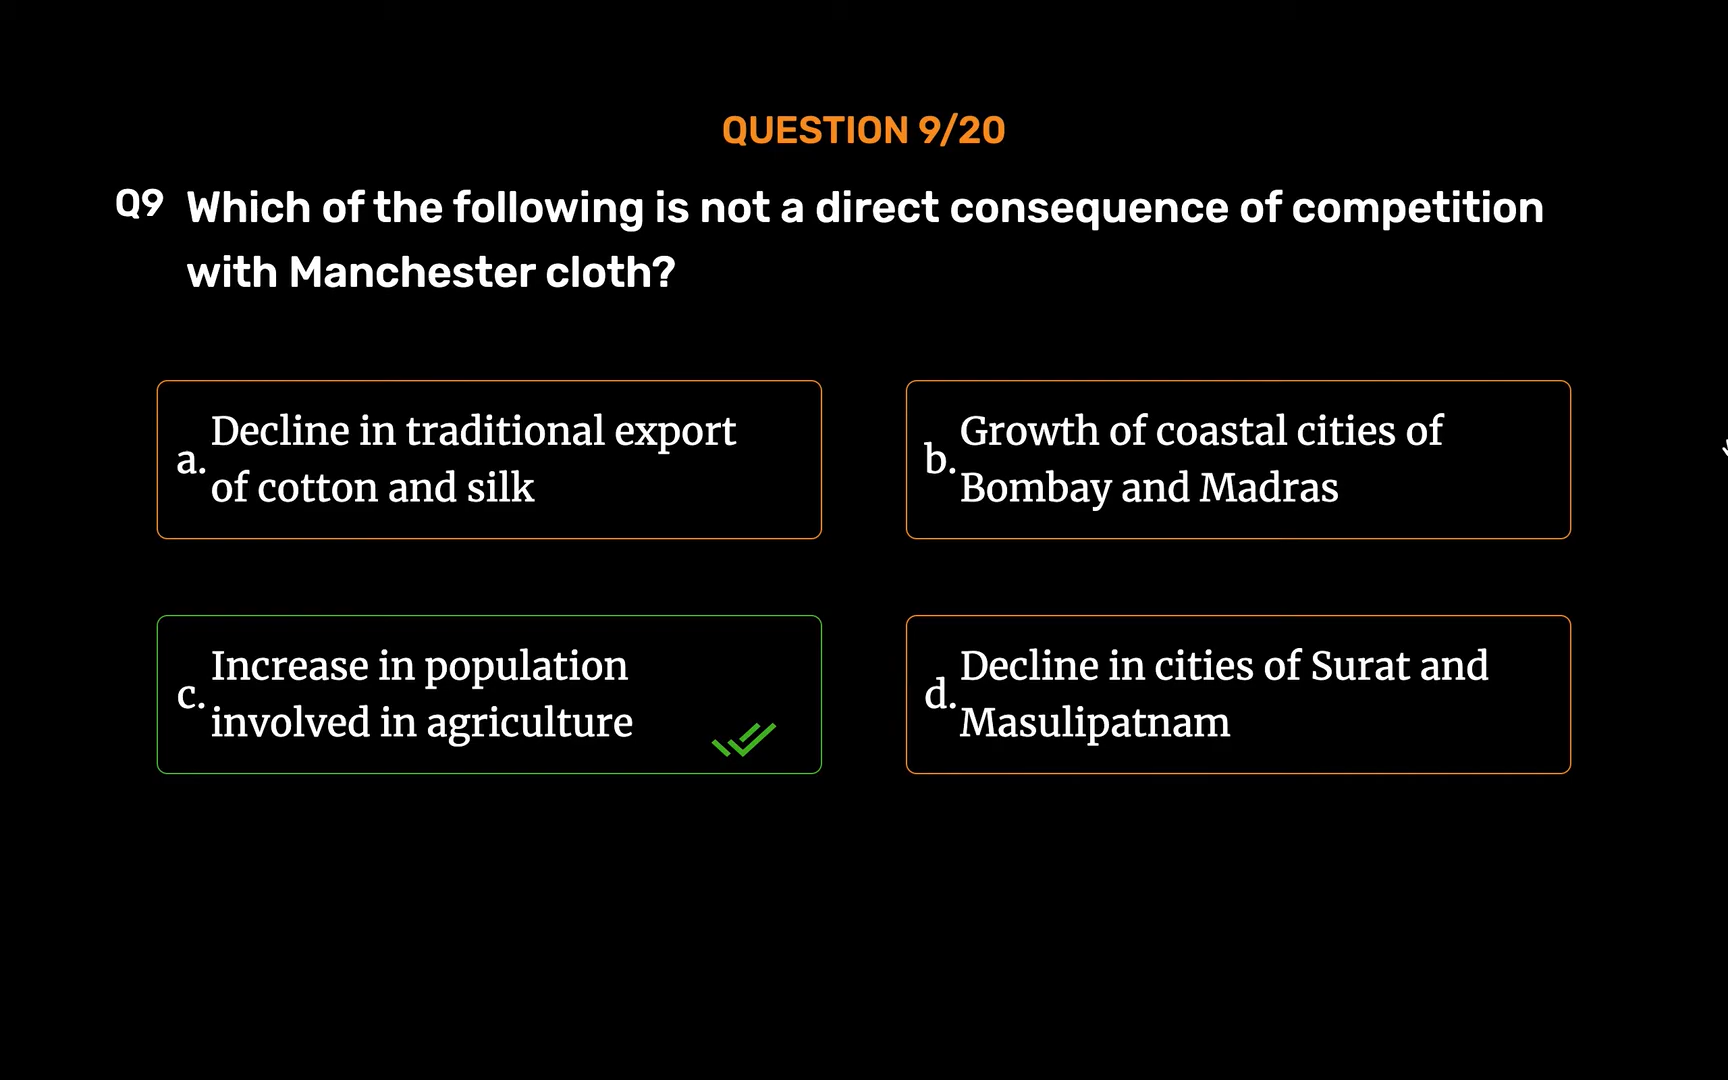 QUESTION 9/20
Q9 Which of the following is not a direct consequence of competition
with Manchester cloth?
a. Decline in traditional export
of cotton and silk
b. Growth of coastal cities of
Bombay and Madras
c. Increase in population
involved in agriculture
d. Decline in cities of Surat and
Masulipatnam